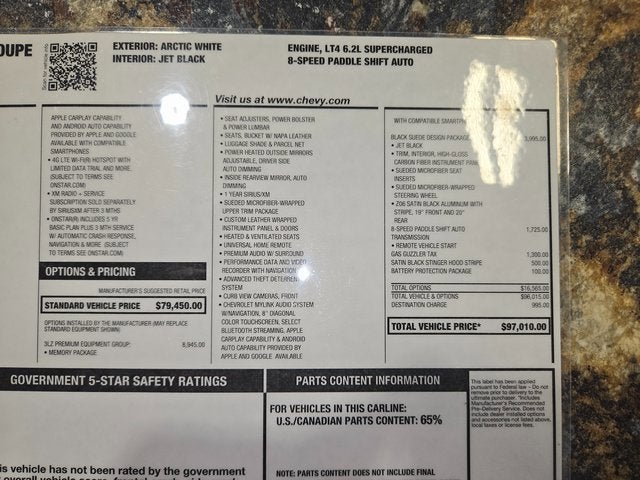 OUPE
Scan for vehicle info
EXTERIOR: ARCTIC WHITE
INTERIOR: JET BLACK
ENGINE, LT4 6.2L SUPERCHARGED
8-SPEED PADDLE SHIFT AUTO
Visit us at www.chevy.com
APPLE CARPLAY CAPABILITY
AND ANDROID AUTO CAPABILITY
PROVIDED BY APPLE AND GOOGLE
AVAILABLE WITH COMPATIBLE
SMARTPHONES
• 4G LTE WI-FI(R) HOTSPOT WITH
LIMITED DATA TRIAL AND MORE.
(SUBJECT TO TERMS SEE
ONSTAR.COM)
• XM RADIO + SERVICE
SUBSCRIPTION SOLD SEPARATELY
BY SIRIUSXM AFTER 3 MTHS
• ONSTAR(R) INCLUDES 5 YR
BASIC PLAN PLUS 3 MTH SERVICE
W/ AUTOMATIC CRASH RESPONSE,
NAVIGATION & MORE (SUBJECT
TO TERMS SEE ONSTAR.COM)
OPTIONS & PRICING
MANUFACTURER'S SUGGESTED RETAIL PRICE
STANDARD VEHICLE PRICE $79,450.00
OPTIONS INSTALLED BY THE MANUFACTURER (MAY REPLACE
STANDARD EQUIPMENT SHOWN)
3LZ PREMIUM EQUIPMENT GROUP: 8,945.00
• MEMORY PACKAGE
• SEAT ADJUSTERS, POWER BOLSTER
& POWER LUMBAR
• SEATS, BUCKET W/ NAPA LEATHER
• LUGGAGE SHADE & PARCEL NET
• POWER HEATED OUTSIDE MIRRORS
ADJUSTABLE, DRIVER SIDE
AUTO DIMMING
• INSIDE REARVIEW MIRROR, AUTO
DIMMING
• 1 YEAR SIRIUS/XM
• SUEDED MICROFIBER-WRAPPED
UPPER TRIM PACKAGE
• CUSTOM LEATHER WRAPPED
INSTRUMENT PANEL & DOORS
• HEATED & VENTILATED SEATS
• UNIVERSAL HOME REMOTE
• PREMIUM AUDIO W/ SURROUND
• PERFORMANCE DATA AND VIDEO
RECORDER WITH NAVIGATION
• ADVANCED THEFT DETERRENT
SYSTEM
• CURB VIEW CAMERAS, FRONT
• CHEVROLET MYLINK AUDIO SYSTEM
W/NAVIGATION, 8" DIAGONAL
COLOR TOUCHSCREEN, SELECT
BLUETOOTH STREAMING, APPLE
CARPLAY CAPABILITY & ANDROID
AUTO CAPABILITY PROVIDED BY
APPLE AND GOOGLE AVAILABLE
WITH COMPATIBLE
BLACK SUEDE DESIGN PACKAGE 3,995.00
• JET BLACK
• TRIM, INTERIOR, HIGH-GLOSS
CARBON FIBER INSTRUMENT
• SUEDED MICROFIBER SEAT
INSERTS
• SUEDED MICROFIBER-WRAPPED
STEERING WHEEL
• Z06 SATIN BLACK ALUMINUM WITH
STRIPE, 19" FRONT AND 20"
REAR
8-SPEED PADDLE SHIFT AUTO 1,725.00
TRANSMISSION
• REMOTE VEHICLE START
GAS GUZZLER TAX 1,300.00
SATIN BLACK STINGER HOOD STRIPE 500.00
BATTERY PROTECTION PACKAGE 100.00
TOTAL OPTIONS $16,565.00
TOTAL VEHICLE & OPTIONS $96,015.00
DESTINATION CHARGE 995.00
TOTAL VEHICLE PRICE* $97,010.00
GOVERNMENT 5-STAR SAFETY RATINGS
is vehicle has not been rated by the government
PARTS CONTENT INFORMATION
FOR VEHICLES IN THIS CARLINE:
U.S./CANADIAN PARTS CONTENT: 65%
NOTE: PARTS CONTENT DOES NOT INCLUDE FINAL
This label has been applied
pursuant to Federal law – Do not
remove prior to delivery to the
ultimate purchaser. *Includes
Manufacturer's Recommended
Pre-Delivery Service. Does not
include dealer installed options
and accessories not listed above,
local taxes or license fees.